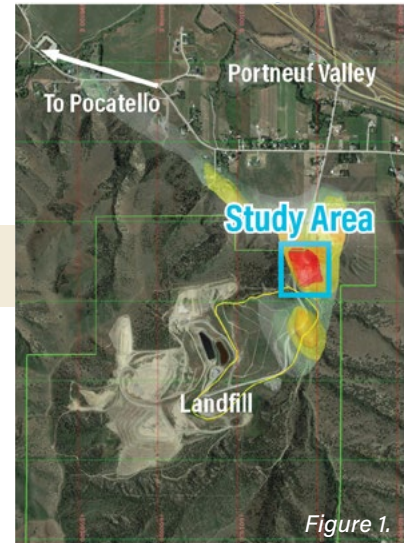 Portneuf Valley
To Pocatello
Study Area
Landfill
Figure 1.